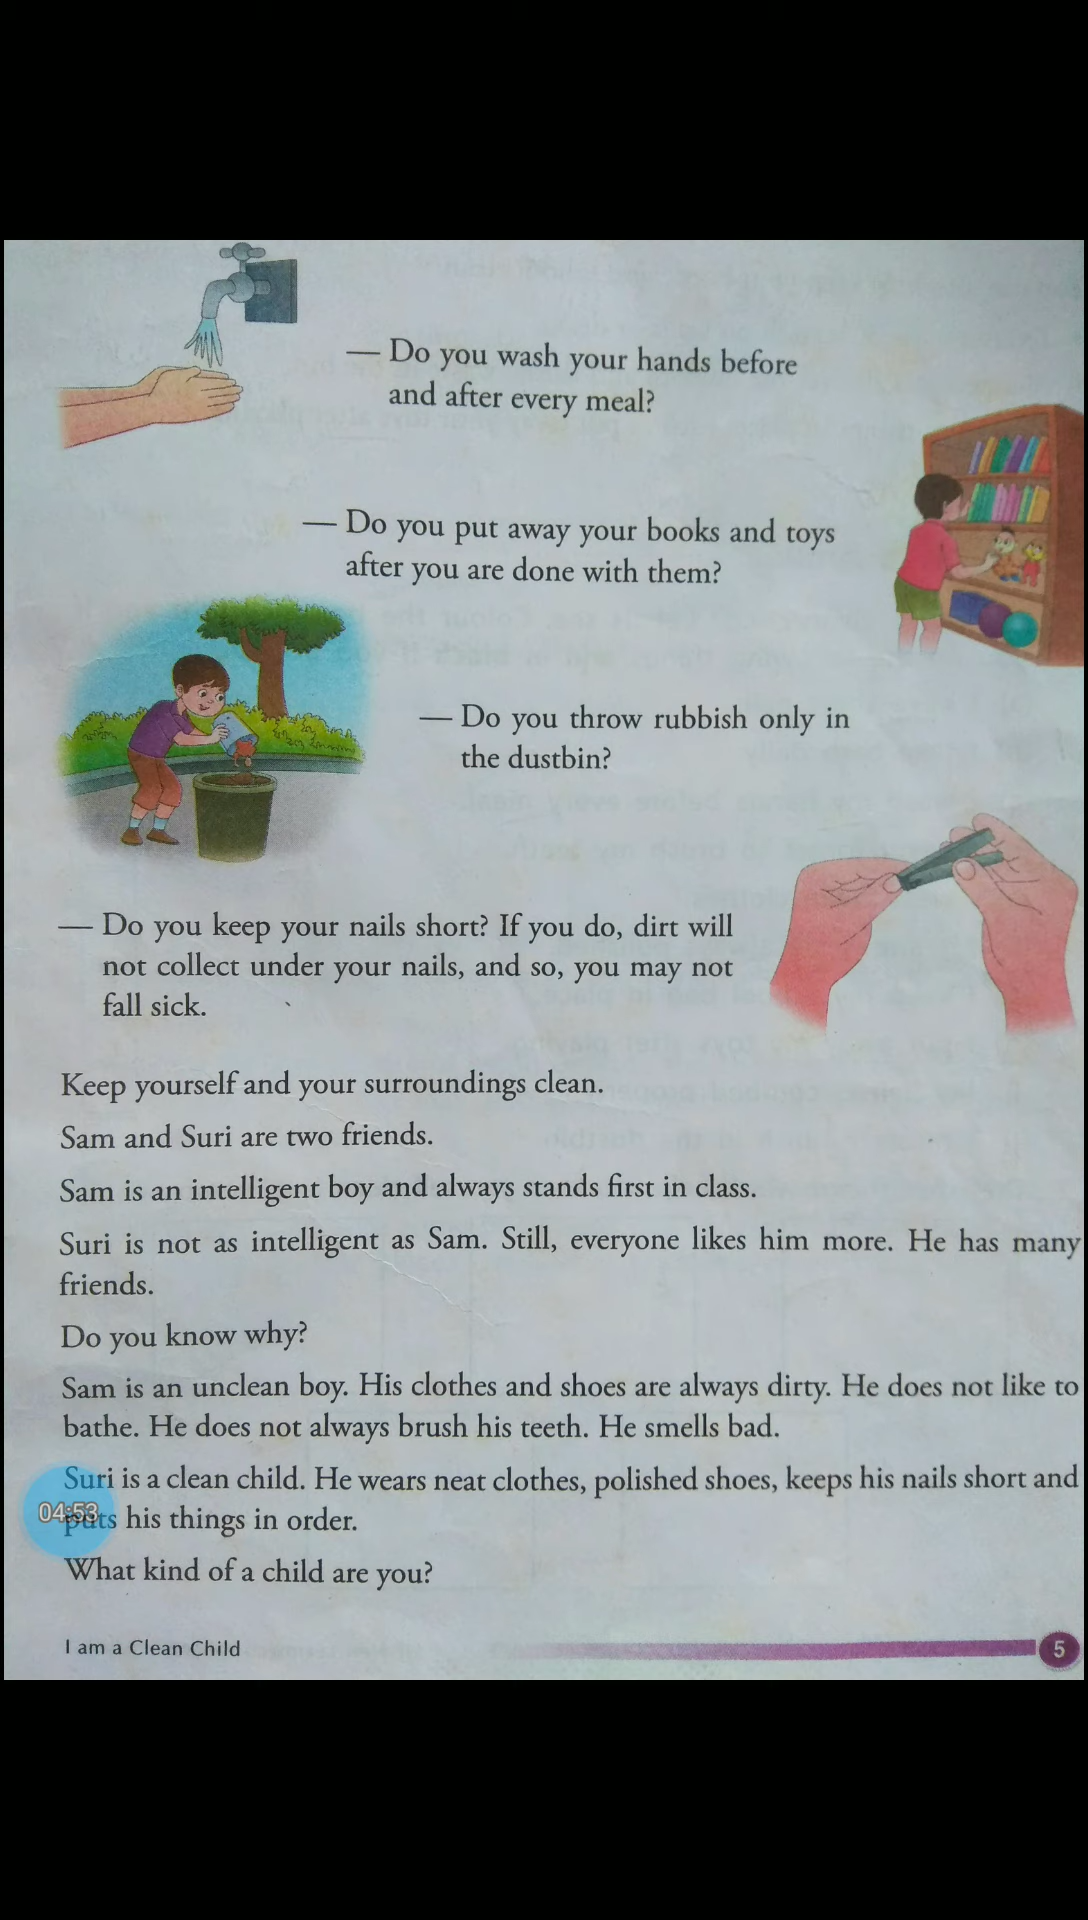 — Do you wash your hands before
and after every meal?
— Do you put away your books and toys
after you are done with them?
— Do you throw rubbish only in
the dustbin?
— Do you keep your nails short? If you do, dirt will
not collect under your nails, and so, you may not
fall sick.
Keep yourself and your surroundings clean.
Sam and Suri are two friends.
Sam is an intelligent boy and always stands first in class.
Suri is not as intelligent as Sam. Still, everyone likes him more. He has many
friends.
Do you know why?
Sam is an unclean boy. His clothes and shoes are always dirty. He does not like to
bathe. He does not always brush his teeth. He smells bad.
Suri is a clean child. He wears neat clothes, polished shoes, keeps his nails short and
04:53
puts his things in order.
What kind of a child are you?
I am a Clean Child
5